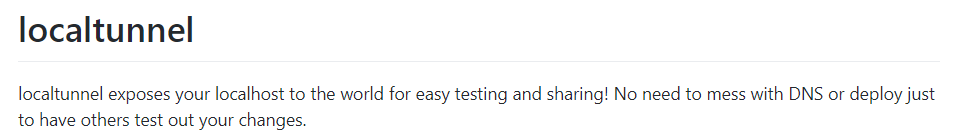 localtunnel
localtunnel exposes your localhost to the world for easy testing and sharing! No need to mess with DNS or deploy just
to have others test out your changes.